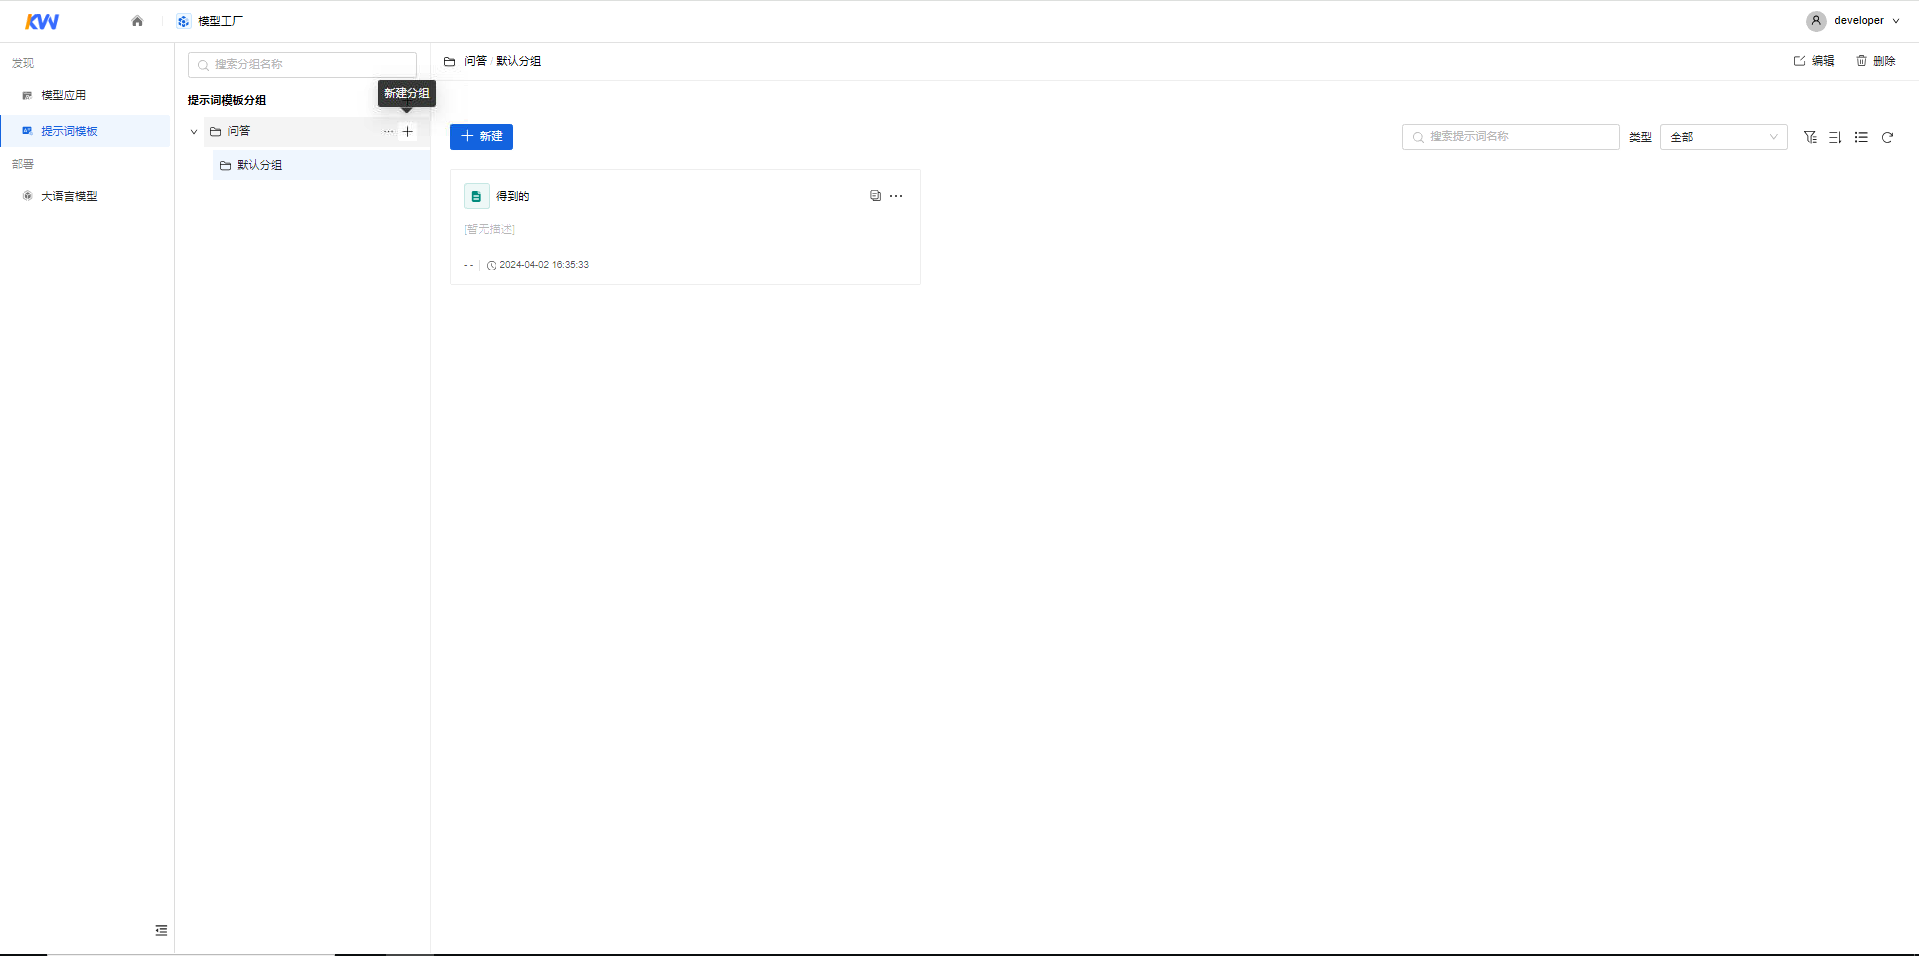 KW
模型工厂
developer
发现
模型应用
提示词模板
部署
大语言模型
搜索分组名称
提示词模板分组
新建分组
问答
默认分组
问答 / 默认分组
编辑
删除
新建
搜索提示词名称
类型
全部
得到的
[暂无描述]
-- 2024-04-02 16:35:33